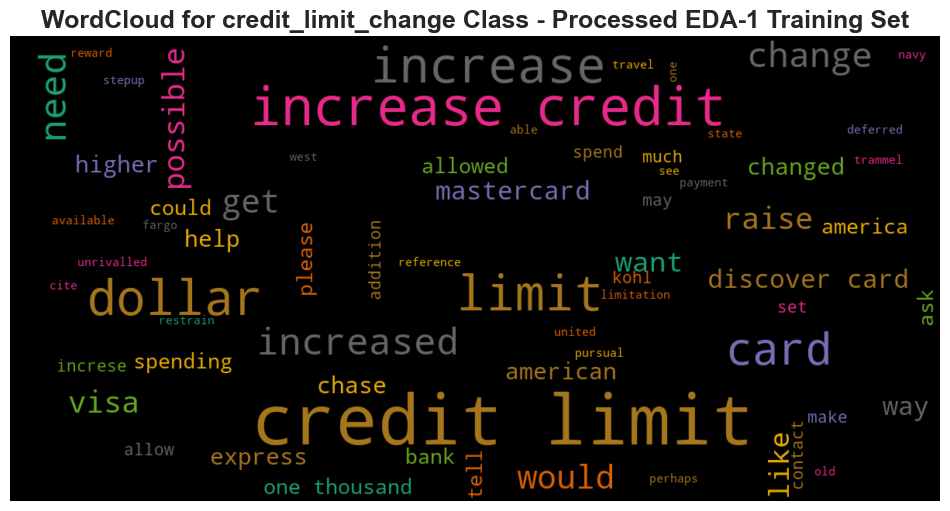 WordCloud for credit_limit_change Class - Processed EDA-1 Training Set
need
reward
stepup
possible
increase
travel
one
change
navy
increase credit
able
state
deferred
higher
west
allowed
spend
much
see
changed
trammel
mastercard
payment
may
could
get
available
fargo
help
raise
america
please
addition
reference
want
unrivalled
cite
dollar
restrain
limit
kohl
limitation
discover card
set
ask
increased
united
pursual
card
increse
spending
chase
american
visa
credit limit
way
make
allow
express
bank
tell
would
perhaps
like
contact
old
one thousand